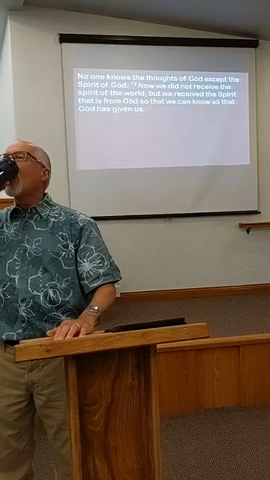 No one knows the thoughts of God except the
Spirit of God. 12 Now we did not receive the
spirit of the world, but we received the Spirit
that is from God so that we can know all that
God has given us.